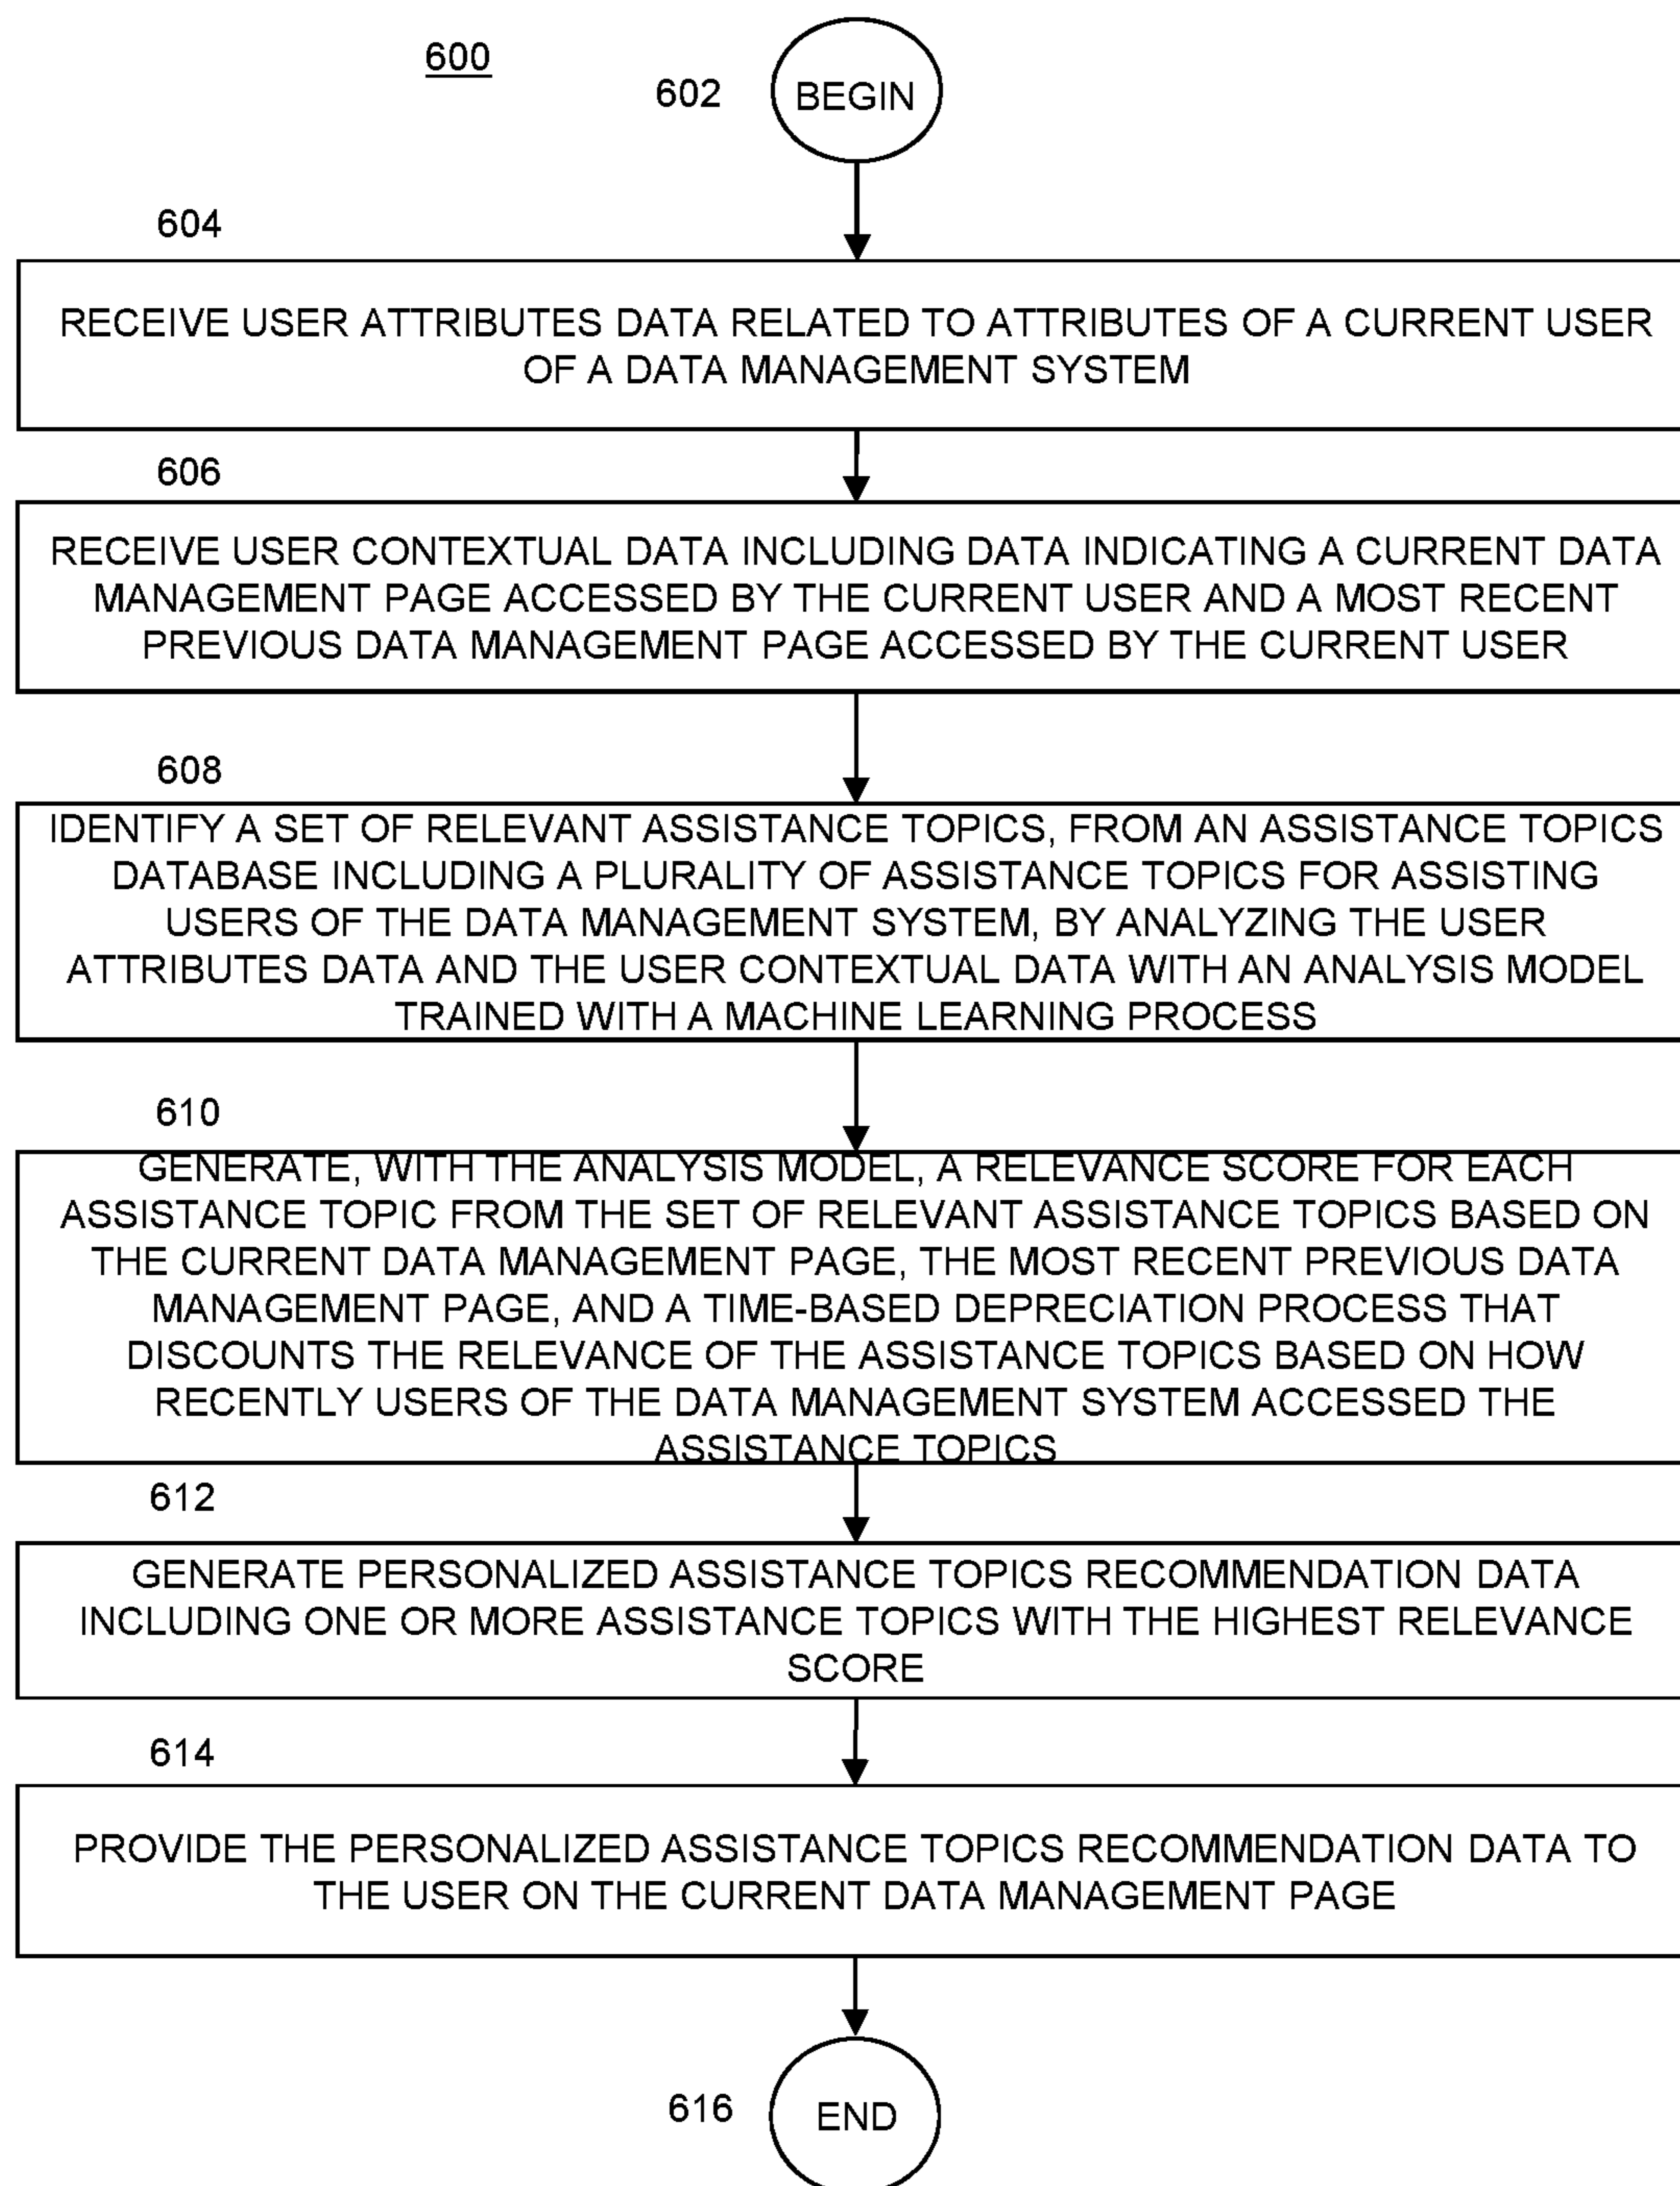 600
602
BEGIN
604
RECEIVE USER ATTRIBUTES DATA RELATED TO ATTRIBUTES OF A CURRENT USER
OF A DATA MANAGEMENT SYSTEM
606
RECEIVE USER CONTEXTUAL DATA INCLUDING DATA INDICATING A CURRENT DATA
MANAGEMENT PAGE ACCESSED BY THE CURRENT USER AND A MOST RECENT
PREVIOUS DATA MANAGEMENT PAGE ACCESSED BY THE CURRENT USER
608
IDENTIFY A SET OF RELEVANT ASSISTANCE TOPICS, FROM AN ASSISTANCE TOPICS
DATABASE INCLUDING A PLURALITY OF ASSISTANCE TOPICS FOR ASSISTING
USERS OF THE DATA MANAGEMENT SYSTEM, BY ANALYZING THE USER
ATTRIBUTES DATA AND THE USER CONTEXTUAL DATA WITH AN ANALYSIS MODEL
TRAINED WITH A MACHINE LEARNING PROCESS
610
GENERATE, WITH THE ANALYSIS MODEL, A RELEVANCE SCORE FOR EACH
ASSISTANCE TOPIC FROM THE SET OF RELEVANT ASSISTANCE TOPICS BASED ON
THE CURRENT DATA MANAGEMENT PAGE, THE MOST RECENT PREVIOUS DATA
MANAGEMENT PAGE, AND A TIME-BASED DEPRECIATION PROCESS THAT
DISCOUNTS THE RELEVANCE OF THE ASSISTANCE TOPICS BASED ON HOW
RECENTLY USERS OF THE DATA MANAGEMENT SYSTEM ACCESSED THE
ASSISTANCE TOPICS
612
GENERATE PERSONALIZED ASSISTANCE TOPICS RECOMMENDATION DATA
INCLUDING ONE OR MORE ASSISTANCE TOPICS WITH THE HIGHEST RELEVANCE
SCORE
614
PROVIDE THE PERSONALIZED ASSISTANCE TOPICS RECOMMENDATION DATA TO
THE USER ON THE CURRENT DATA MANAGEMENT PAGE
616
END